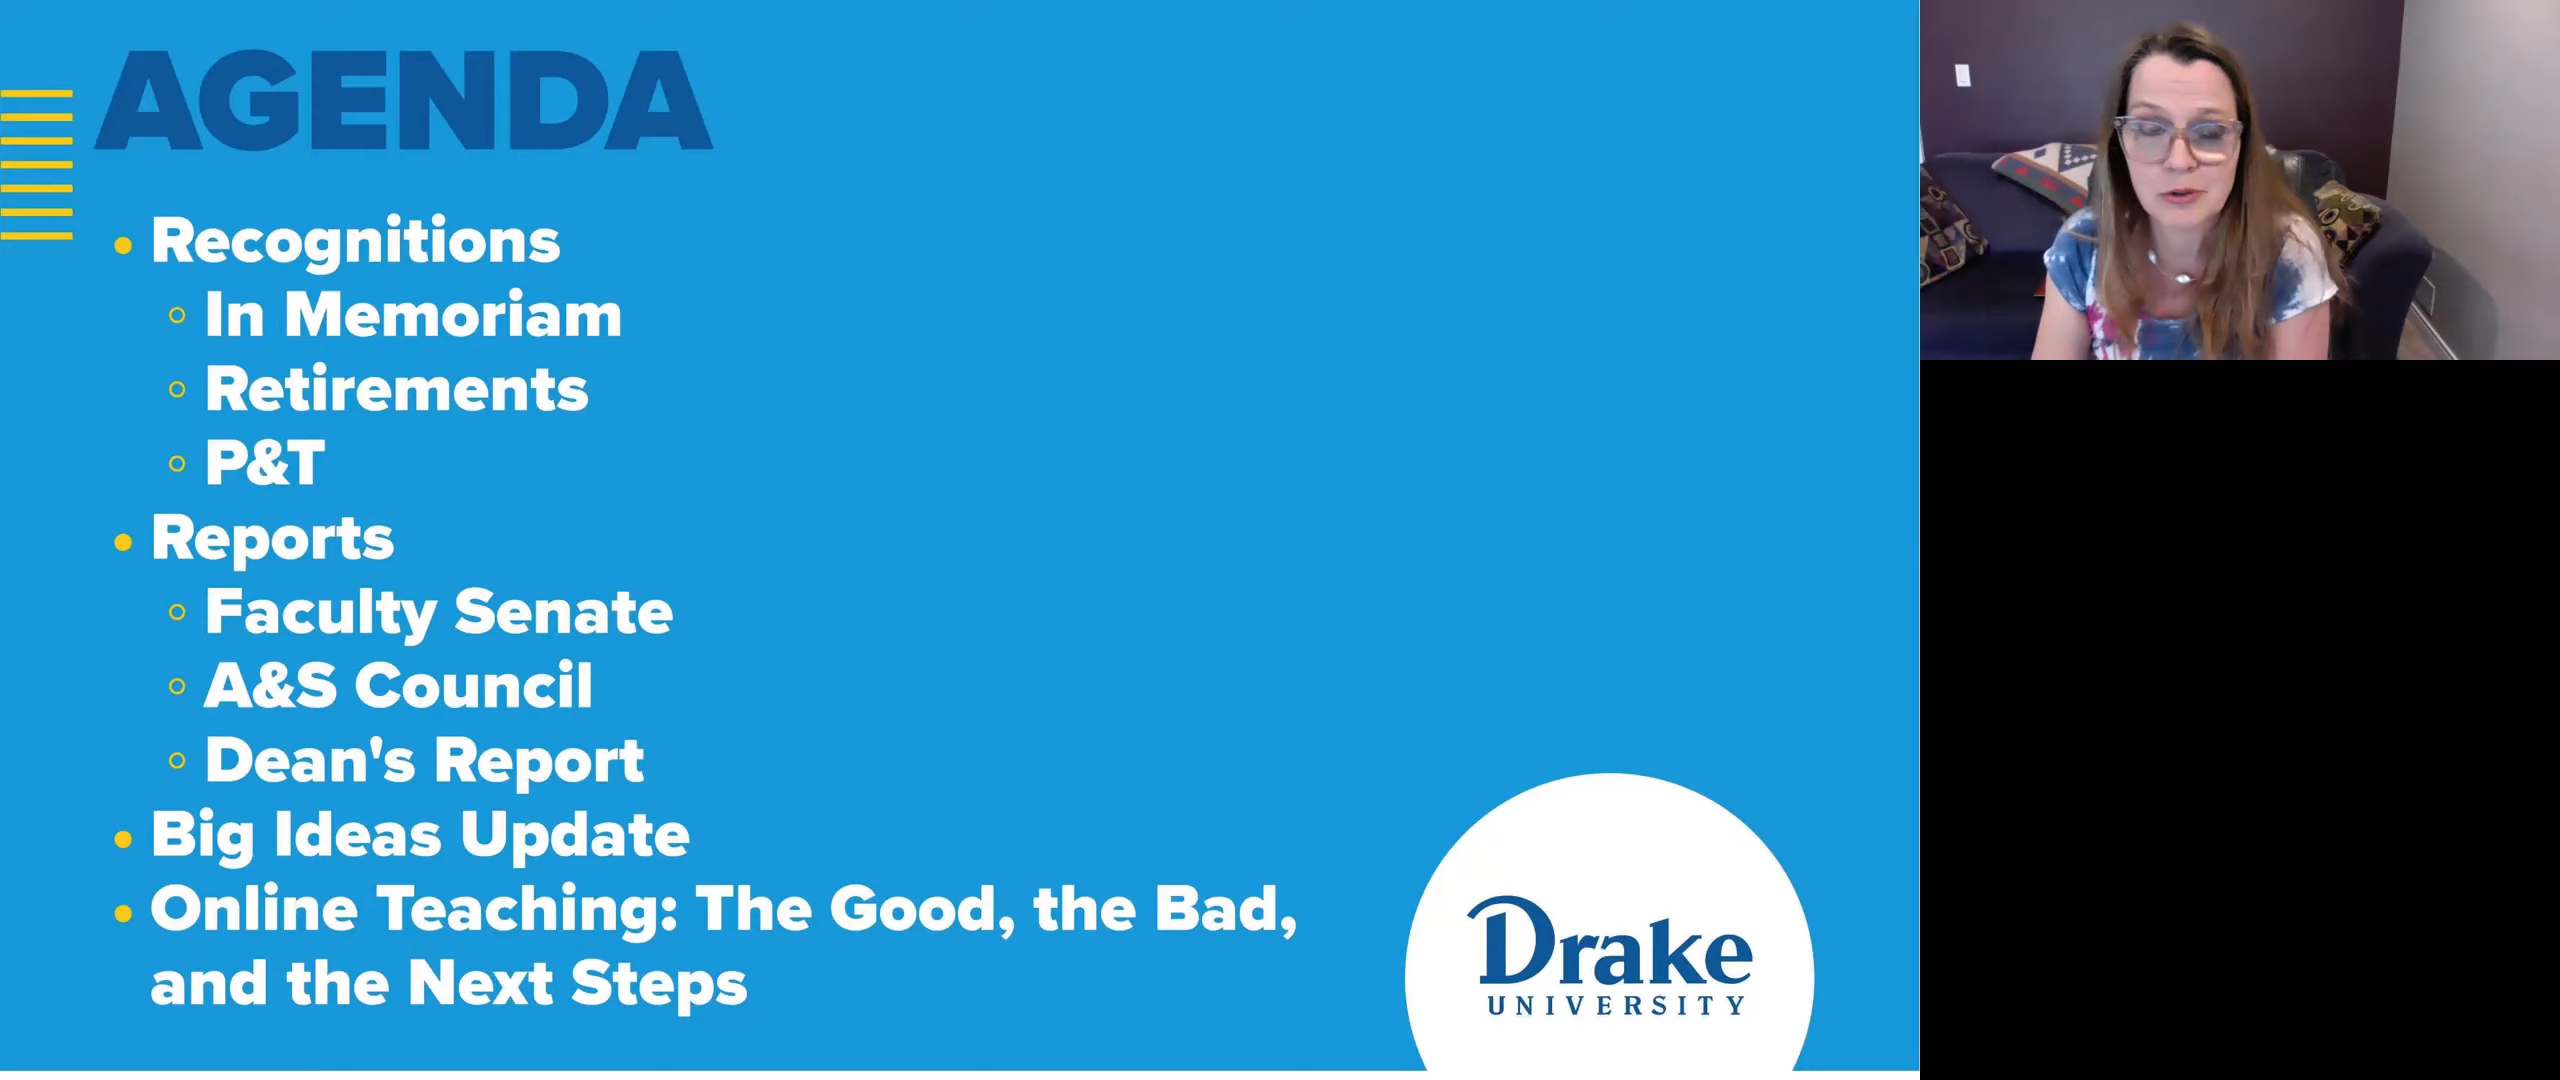 AGENDA
Recognitions
In Memoriam
Retirements
P&T
Reports
Faculty Senate
A&S Council
Dean's Report
Big Ideas Update
Online Teaching: The Good, the Bad,
and the Next Steps
Drake
UNIVERSITY